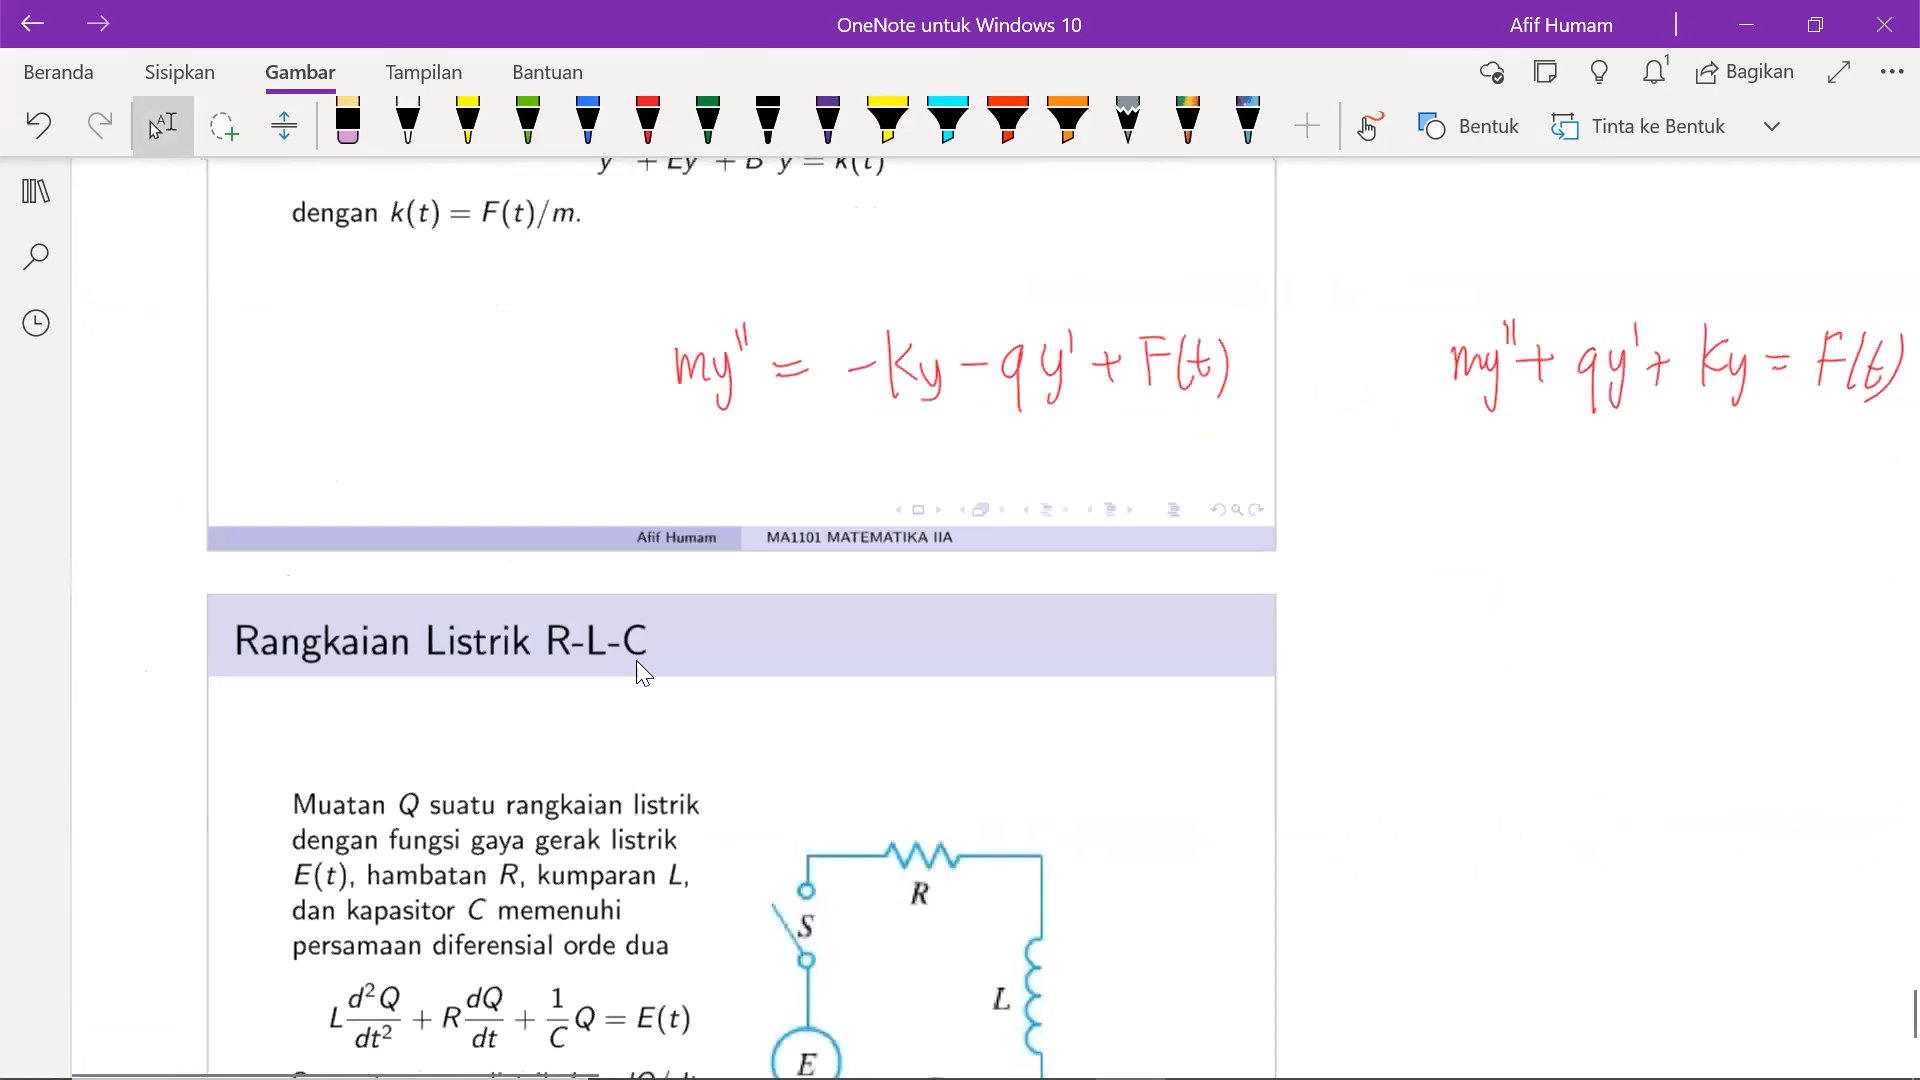 OneNote untuk Windows 10
Afif Humam
Beranda Sisipkan Gambar Tampilan Bantuan
1 Bagikan
Bentuk Tinta ke Bentuk
dengan k(t) = F(t)/m.
my'' = -ky - qy' + F(t)
my'' + qy' + ky = F(t)
Afif Humam MA1101 MATEMATIKA IIA
Rangkaian Listrik R-L-C
Muatan Q suatu rangkaian listrik
dengan fungsi gaya gerak listrik
E(t), hambatan R, kumparan L,
dan kapasitor C memenuhi
persamaan diferensial orde dua
L d²Q/dt² + R dQ/dt + 1/C Q = E(t)
R
S
L
E